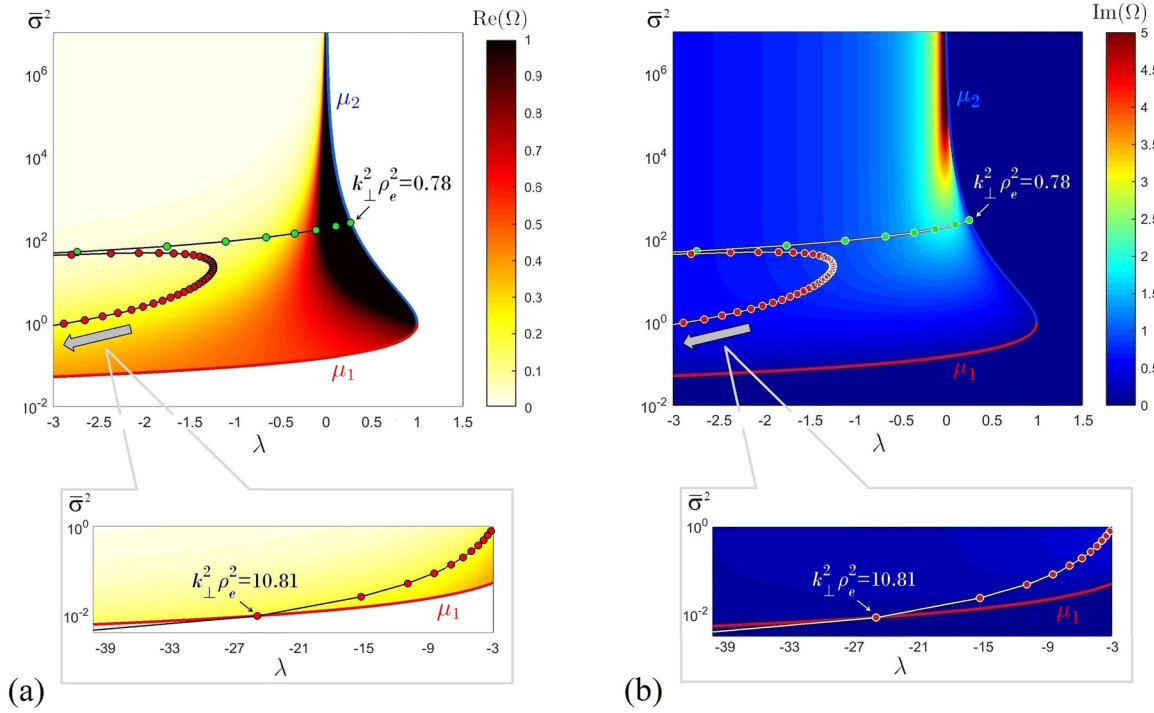 σ̅² Re(Ω)
1
0.9
0.8
0.7
0.6
0.5
0.4
0.3
0.2
0.1
0
10⁶
10⁴
10²
10⁰
10⁻²
μ₂
k²⊥ρ²ₑ=0.78
μ₁
-3 -2.5 -2 -1.5 -1 -0.5 0 0.5 1 1.5
λ
σ̅²
10⁰
10⁻²
k²⊥ρ²ₑ=10.81
μ₁
-39 -33 -27 -21 -15 -9 -3
λ
(a)
σ̅² Im(Ω)
5
4.5
4
3.5
3
2.5
2
1.5
1
0.5
0
10⁶
10⁴
10²
10⁰
10⁻²
μ₂
k²⊥ρ²ₑ=0.78
μ₁
-3 -2.5 -2 -1.5 -1 -0.5 0 0.5 1 1.5
λ
σ̅²
10⁰
10⁻²
k²⊥ρ²ₑ=10.81
μ₁
-39 -33 -27 -21 -15 -9 -3
λ
(b)